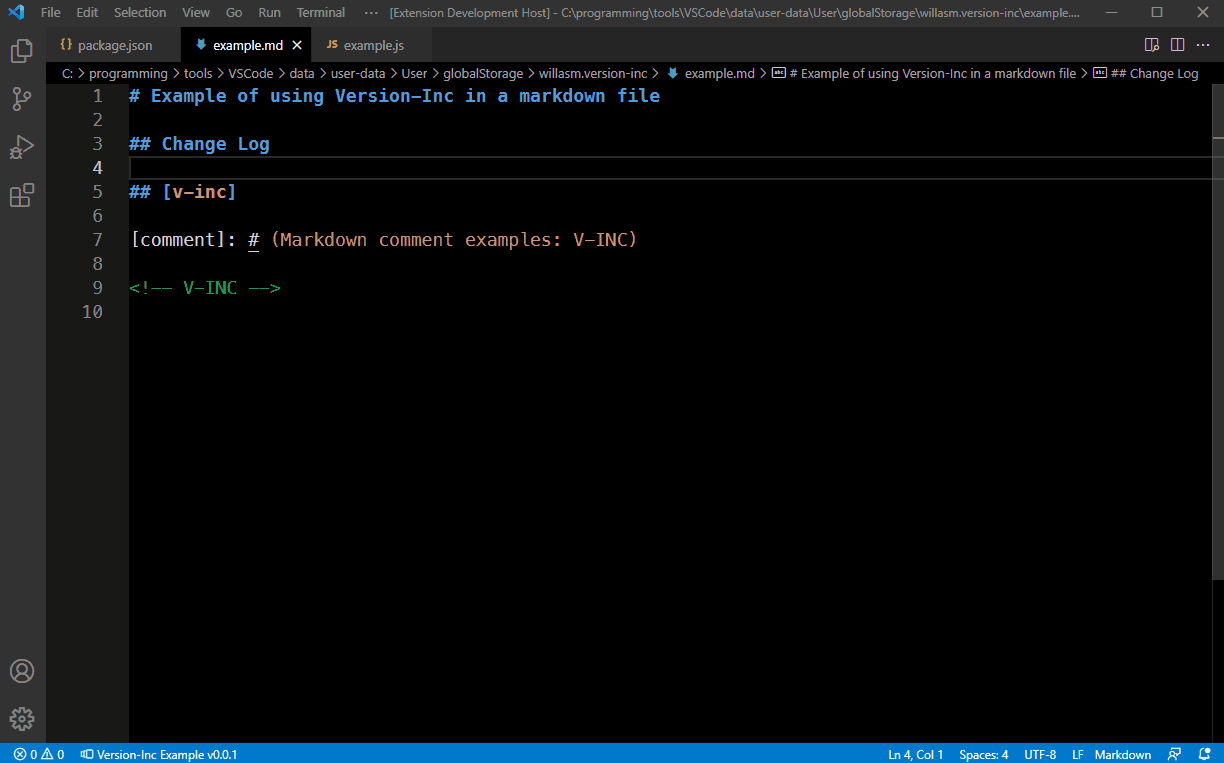 File Edit Selection View Go Run Terminal ··· [Extension Development Host] - C:\programming\tools\VSCode\data\user-data\User\globalStorage\willasm.version-inc\example....
{} package.json example.md × JS example.js ···
C: > programming > tools > VSCode > data > user-data > User > globalStorage > willasm.version-inc > example.md > abc # Example of using Version-Inc in a markdown file > abc ## Change Log
1 # Example of using Version-Inc in a markdown file
2
3 ## Change Log
4
5 ## [v-inc]
6
7 [comment]: # (Markdown comment examples: V-INC)
8
9 <!-- V-INC -->
10
0 0 Version-Inc Example v0.0.1 Ln 4, Col 1 Spaces: 4 UTF-8 LF Markdown